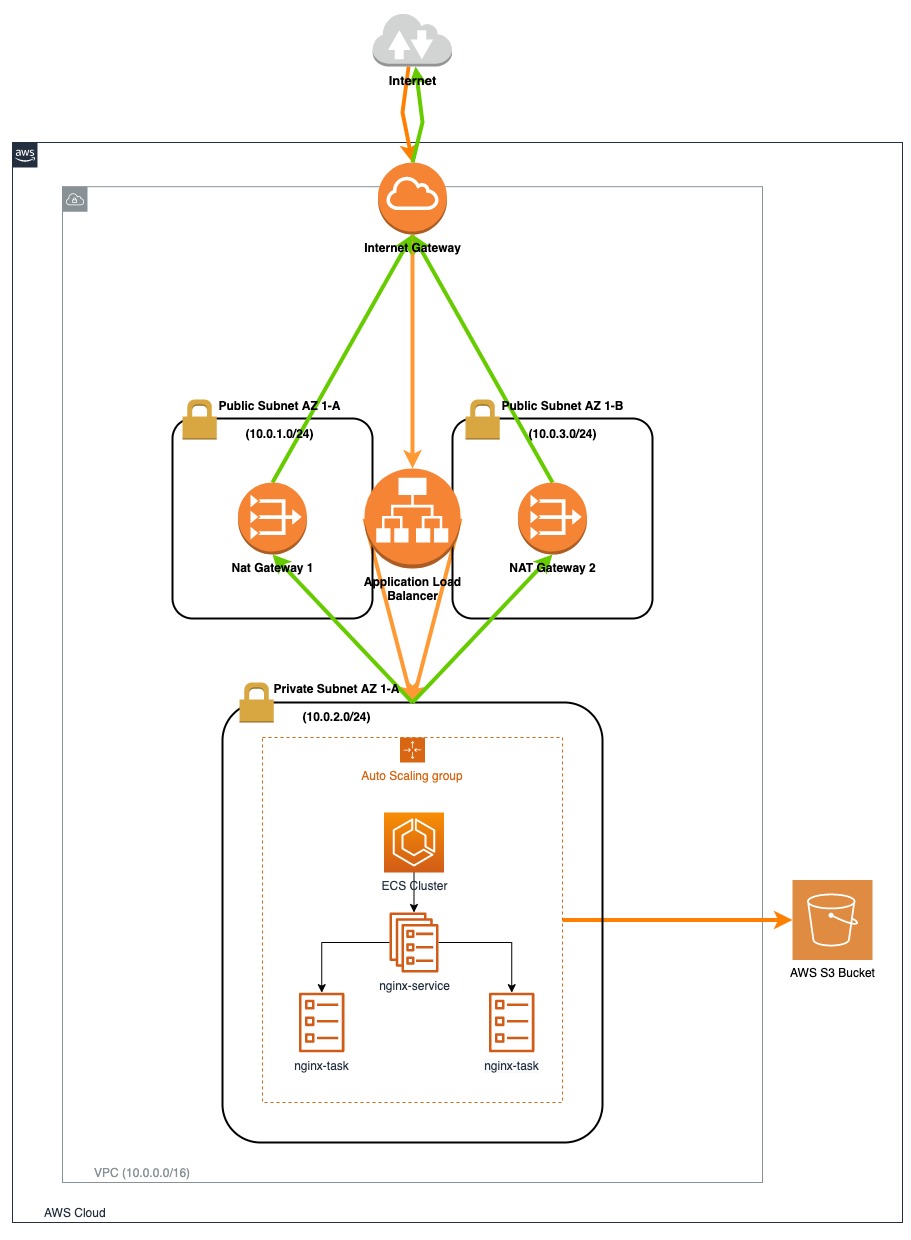 Internet
aws
Internet Gateway
Public Subnet AZ 1-A
(10.0.1.0/24)
Public Subnet AZ 1-B
(10.0.3.0/24)
Nat Gateway 1
Application Load
Balancer
NAT Gateway 2
Private Subnet AZ 1-A
(10.0.2.0/24)
Auto Scaling group
ECS Cluster
nginx-service
AWS S3 Bucket
nginx-task
nginx-task
VPC (10.0.0.0/16)
AWS Cloud